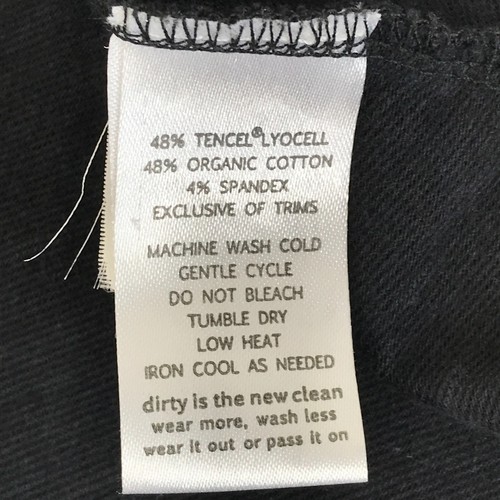 48% TENCEL®LYOCELL
48% ORGANIC COTTON
4% SPANDEX
EXCLUSIVE OF TRIMS
MACHINE WASH COLD
GENTLE CYCLE
DO NOT BLEACH
TUMBLE DRY
LOW HEAT
IRON COOL AS NEEDED
dirty is the new clean
wear more, wash less
wear it out or pass it on